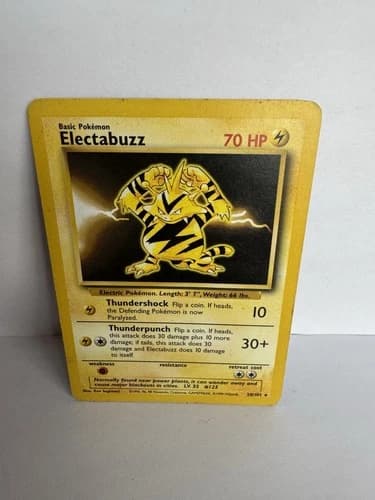 Basic Pokémon
Electabuzz 70 HP
Electric Pokémon. Length: 3' 7", Weight: 66 lbs.
Thundershock Flip a coin. If heads, the Defending Pokémon is now Paralyzed. 10
Thunderpunch Flip a coin. If heads, this attack does 30 damage plus 10 more damage; if tails, this attack does 30 damage and Electabuzz does 10 damage to itself. 30+
weakness resistance retreat cost
Normally found near power plants, it can wander away and
cause major blackouts in cities. LV. 35 #125